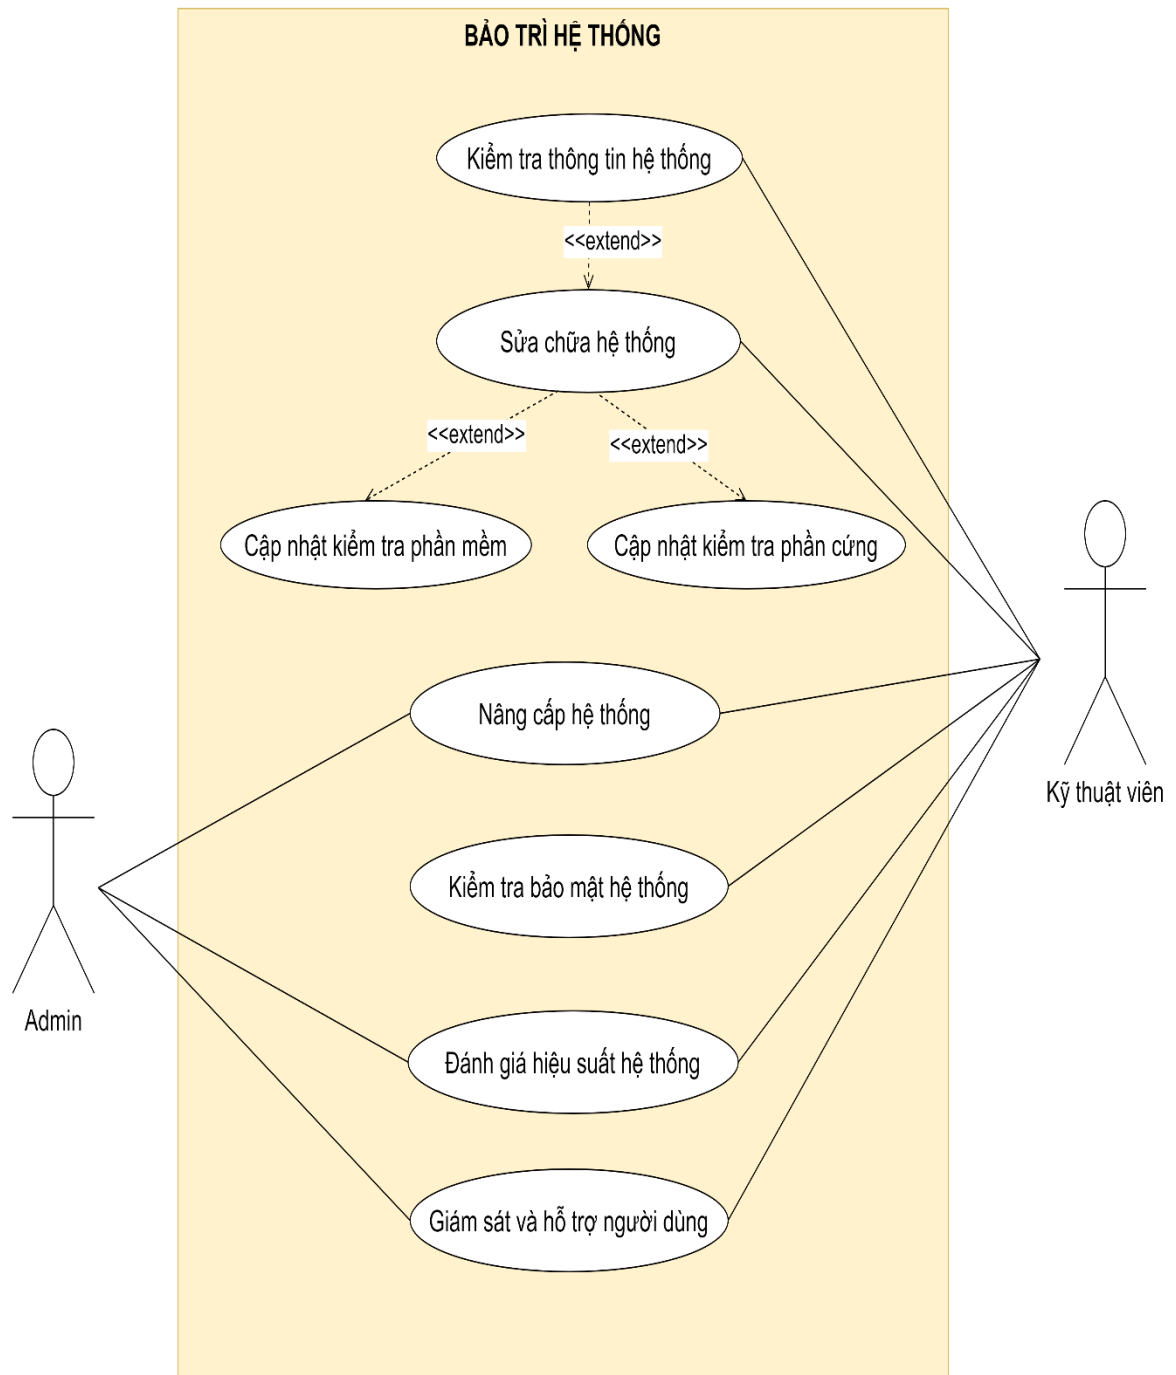 BẢO TRÌ HỆ THỐNG
Kiểm tra thông tin hệ thống
<<extend>>
Sửa chữa hệ thống
<<extend>>
<<extend>>
Cập nhật kiểm tra phần mềm
Cập nhật kiểm tra phần cứng
Nâng cấp hệ thống
Kỹ thuật viên
Kiểm tra bảo mật hệ thống
Admin
Đánh giá hiệu suất hệ thống
Giám sát và hỗ trợ người dùng